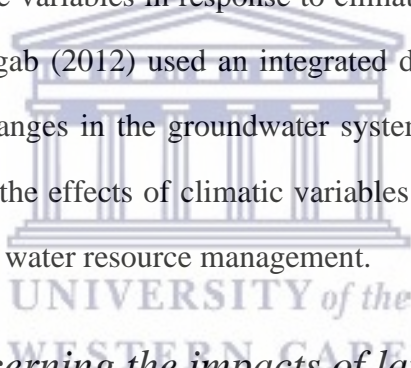 e variables in response to climat
gab (2012) used an integrated d
anges in the groundwater system
the effects of climatic variables
water resource management.
UNIVERSITY of the
WESTERN CAPE
cerning the impacts of la